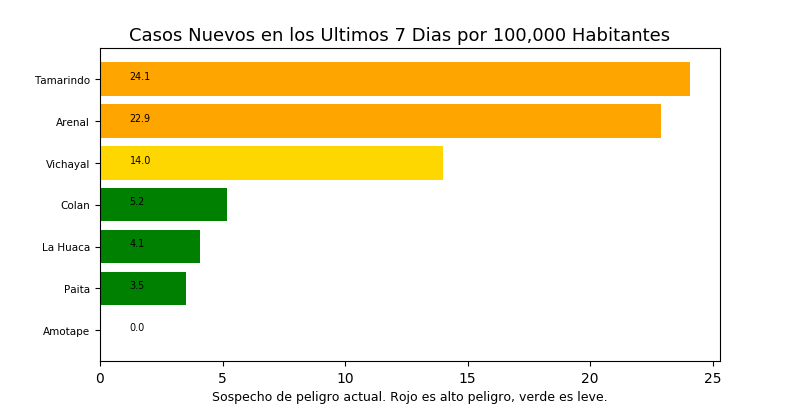 Casos Nuevos en los Ultimos 7 Dias por 100,000 Habitantes
Tamarindo 24.1
Arenal 22.9
Vichayal 14.0
Colan 5.2
La Huaca 4.1
Paita 3.5
Amotape 0.0
0 5 10 15 20 25
Sospecho de peligro actual. Rojo es alto peligro, verde es leve.